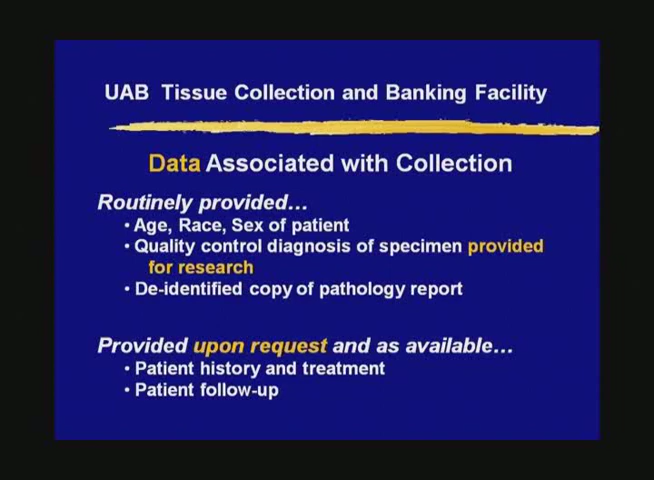 UAB Tissue Collection and Banking Facility
Data Associated with Collection
Routinely provided…
• Age, Race, Sex of patient
• Quality control diagnosis of specimen provided
for research
• De-identified copy of pathology report
Provided upon request and as available…
• Patient history and treatment
• Patient follow-up